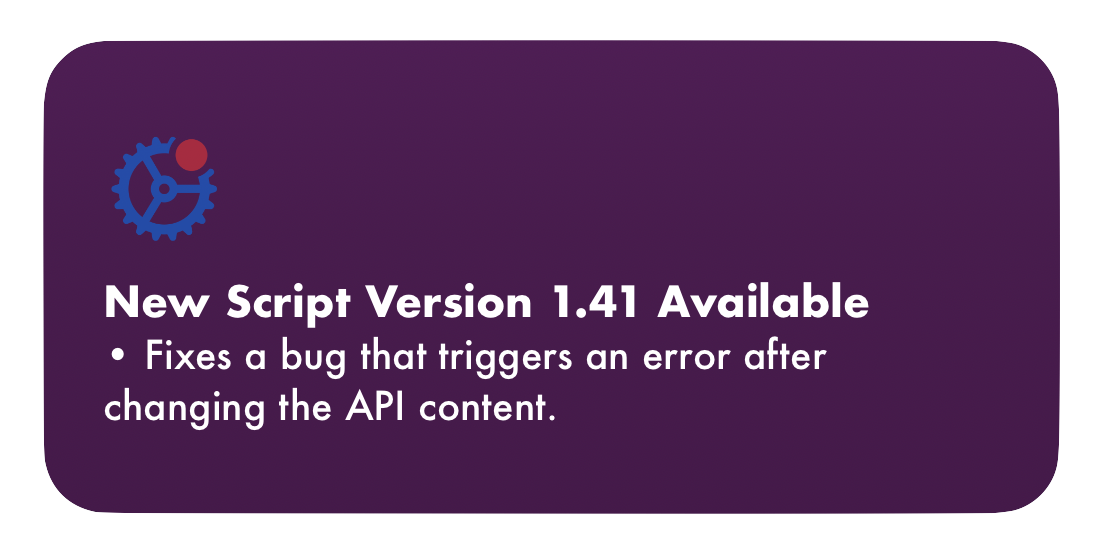 New Script Version 1.41 Available
• Fixes a bug that triggers an error after
changing the API content.